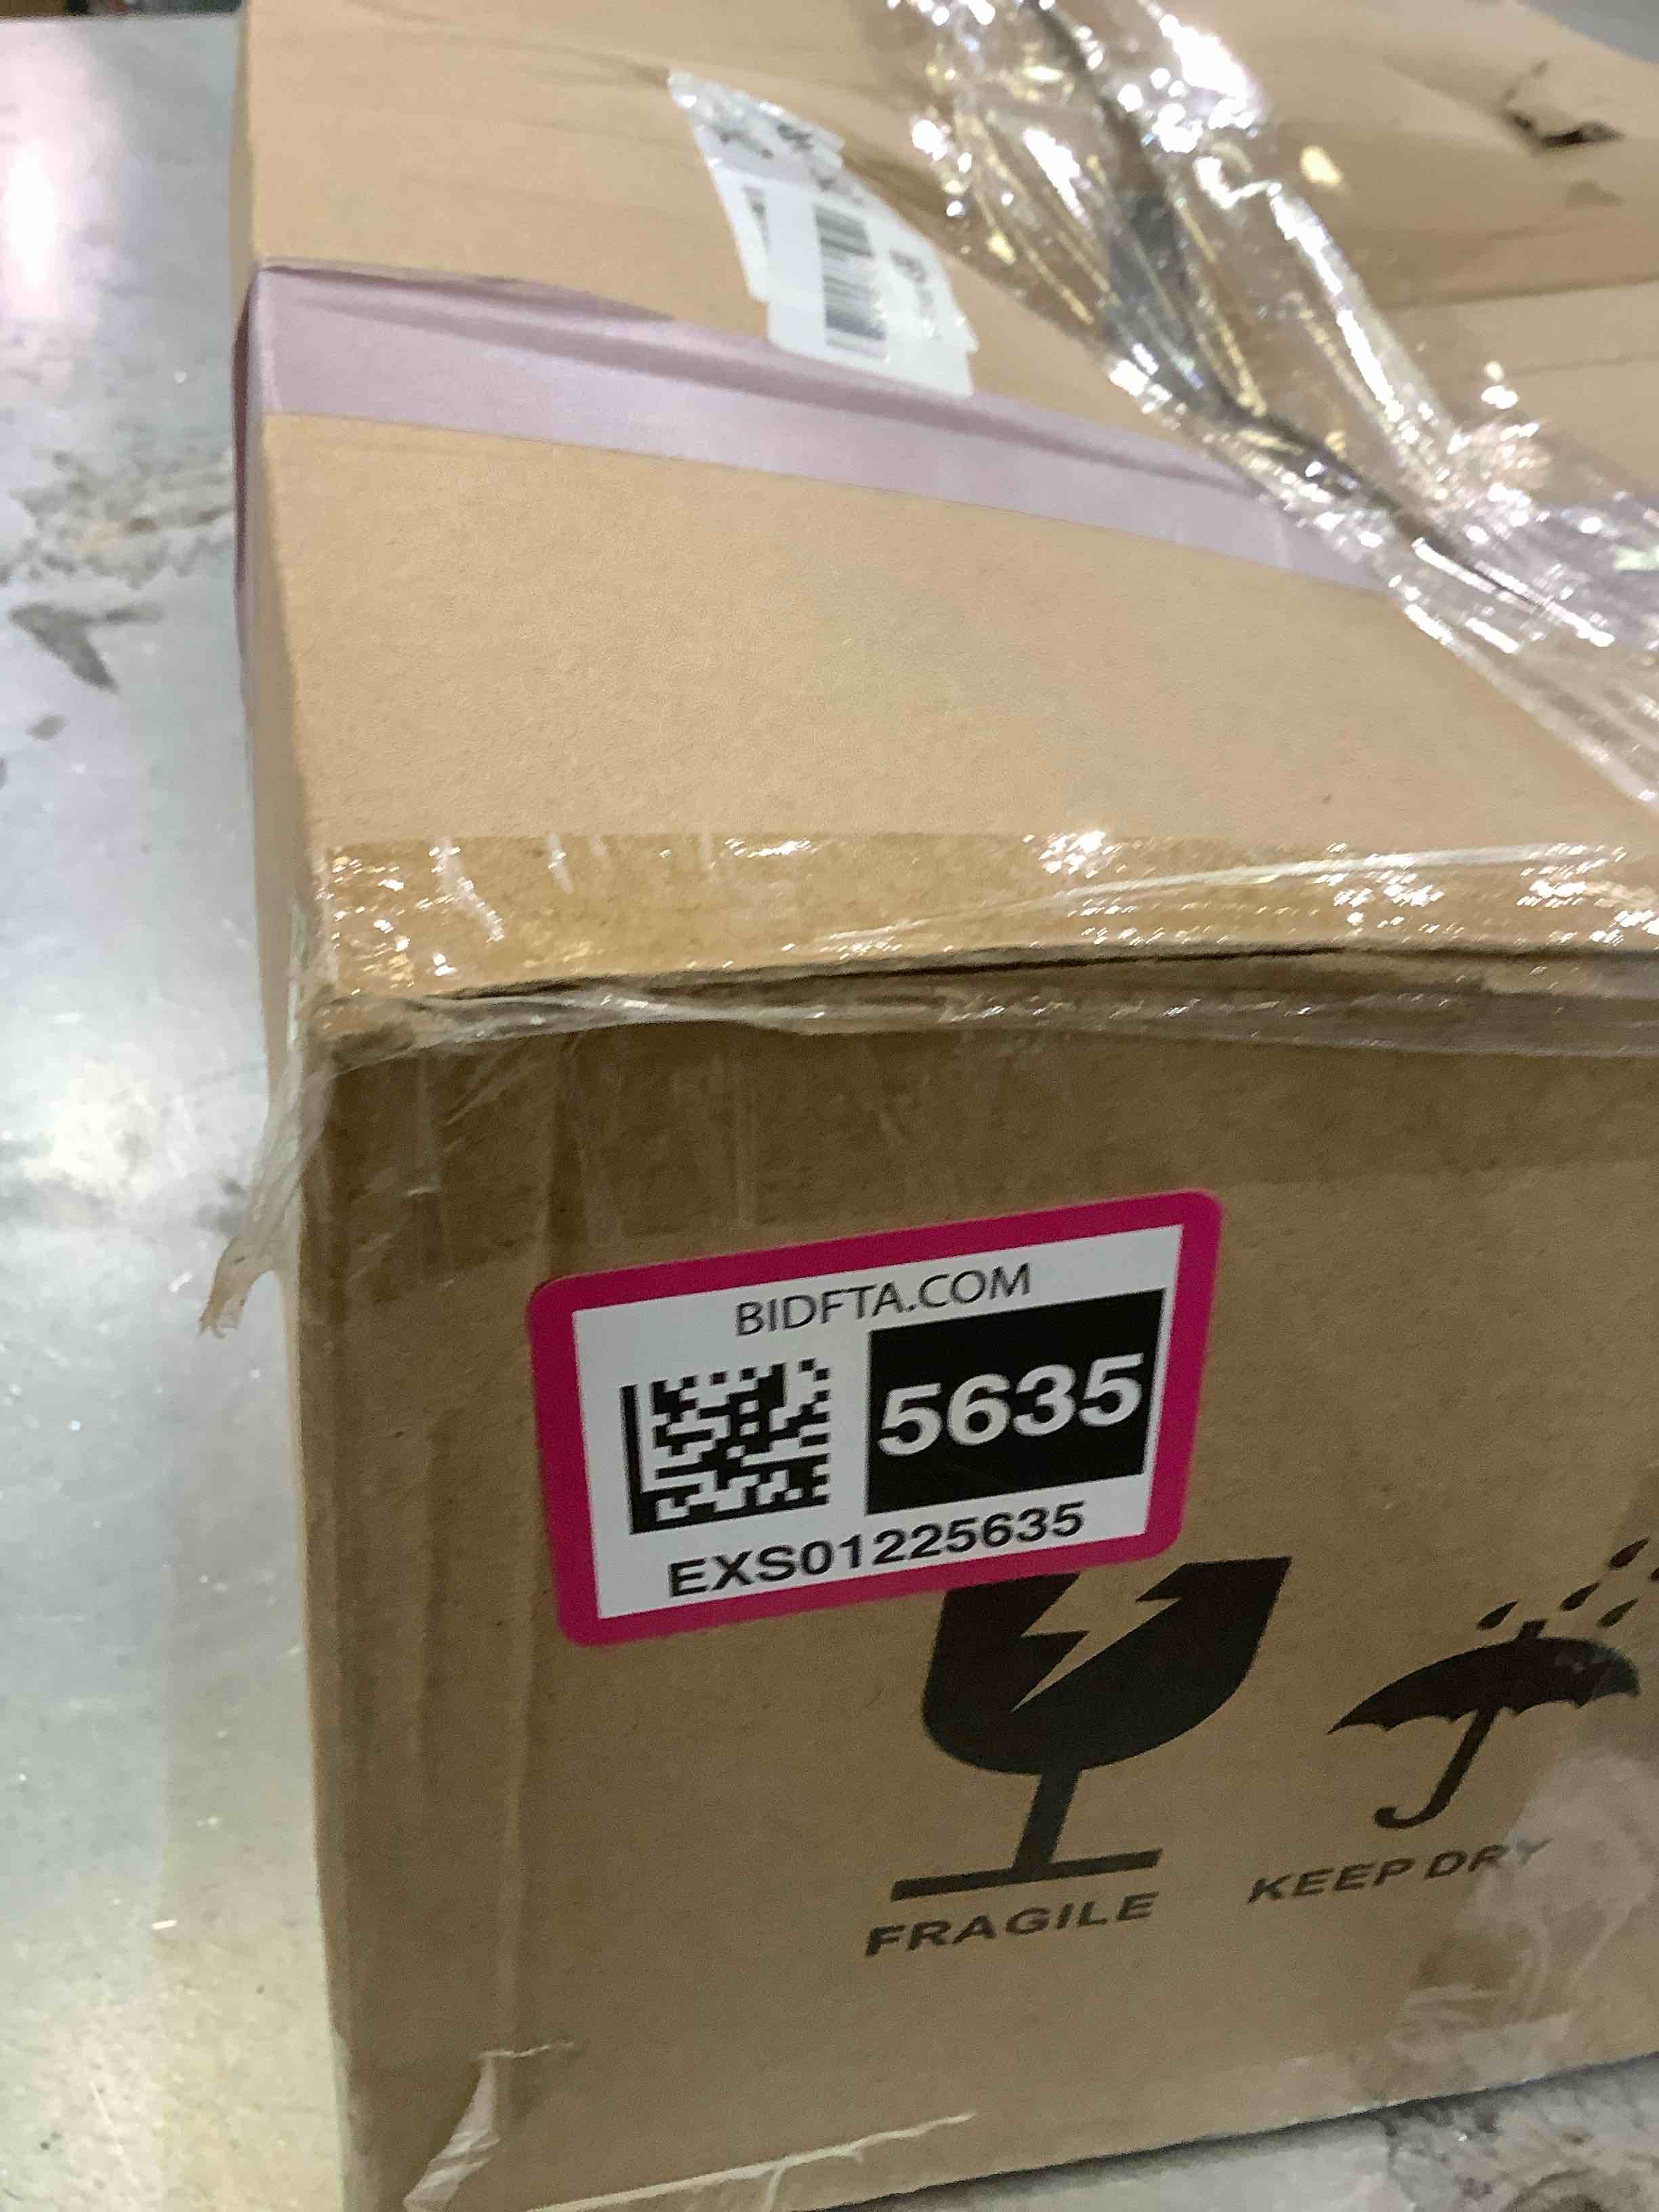 BIDFTA.COM
5635
EXS01225635
FRAGILE
KEEP DRY